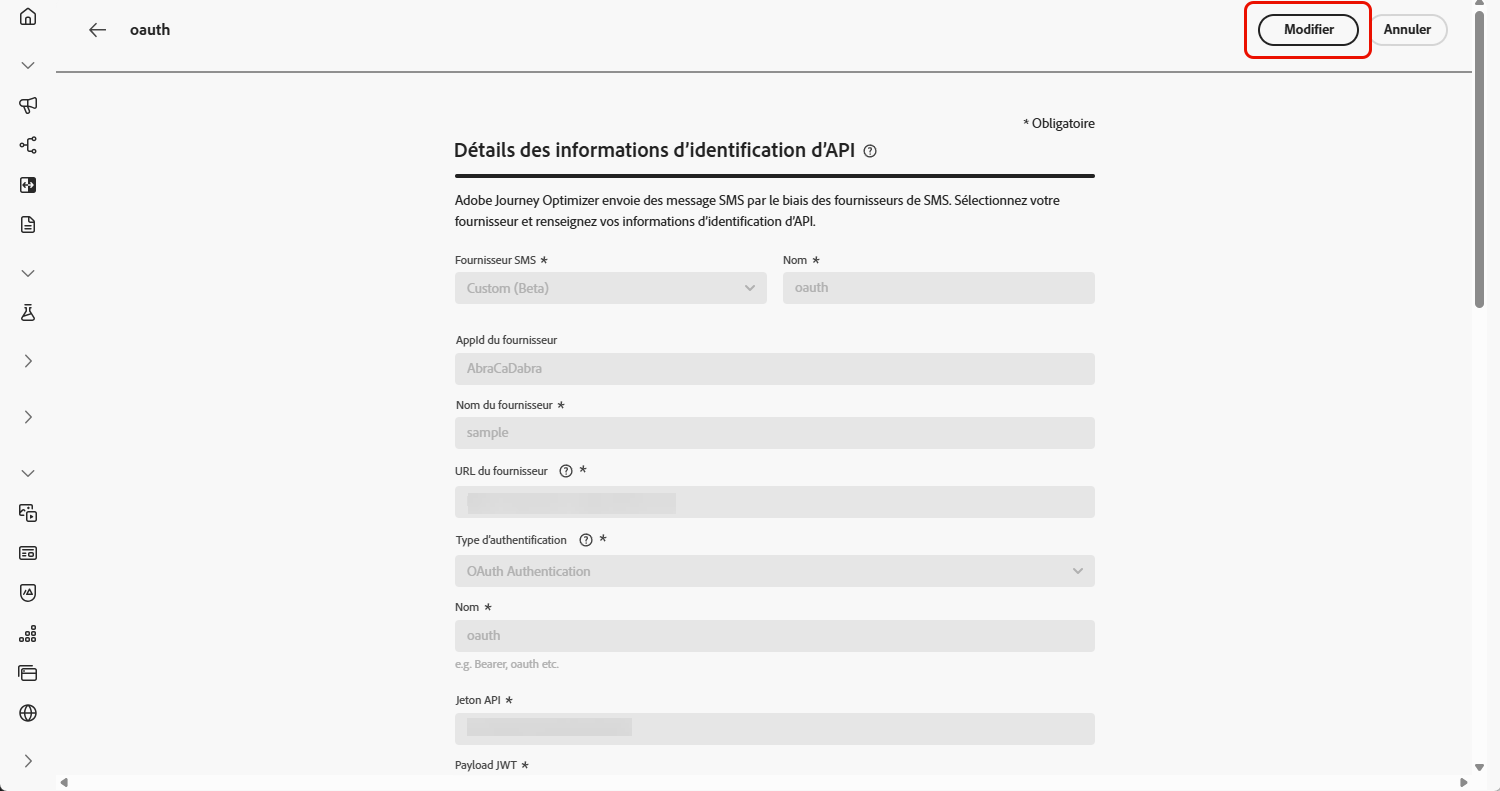 oauth
Modifier
Annuler
* Obligatoire
Détails des informations d’identification d’API
Adobe Journey Optimizer envoie des message SMS par le biais des fournisseurs de SMS. Sélectionnez votre
fournisseur et renseignez vos informations d’identification d’API.
Fournisseur SMS *
Nom *
Custom (Beta)
oauth
AppId du fournisseur
AbraCaDabra
Nom du fournisseur *
sample
URL du fournisseur *
Type d’authentification *
OAuth Authentication
Nom *
oauth
e.g. Bearer, oauth etc.
Jeton API *
Payload JWT *